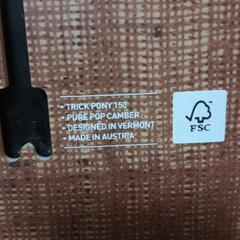 • TRICK PONY 150
• PURE POP CAMBER
• DESIGNED IN VERMONT
• MADE IN AUSTRIA
FSC